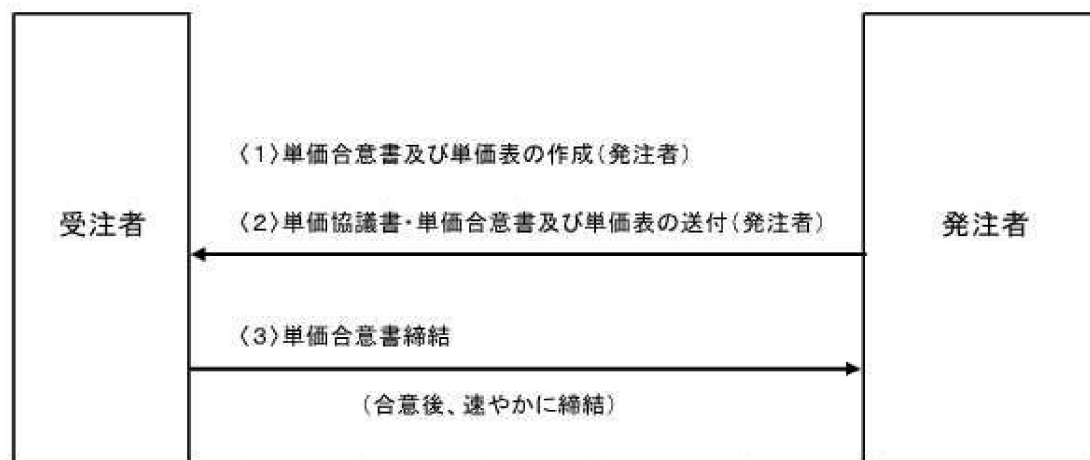 〈1〉単価合意書及び単価表の作成(発注者)
受注者
〈2〉単価協議書・単価合意書及び単価表の送付(発注者)
発注者
〈3〉単価合意書締結
(合意後、速やかに締結)